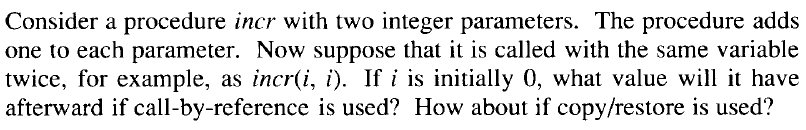 Consider a procedure incr with two integer parameters. The procedure adds
one to each parameter. Now suppose that it is called with the same variable
twice, for example, as incr(i, i). If i is initially 0, what value will it have
afterward if call-by-reference is used? How about if copy/restore is used?